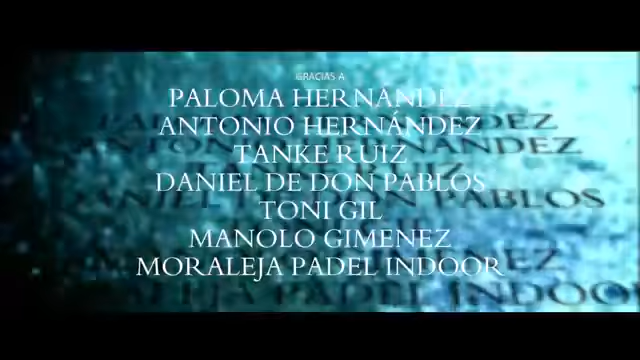 GRACIAS A
PALOMA HERNÁNDEZ
ANTONIO HERNÁNDEZ
TANKE RUIZ
DANIEL DE DON PABLOS
TONI GIL
MANOLO GIMENEZ
MORALEJA PADEL INDOOR